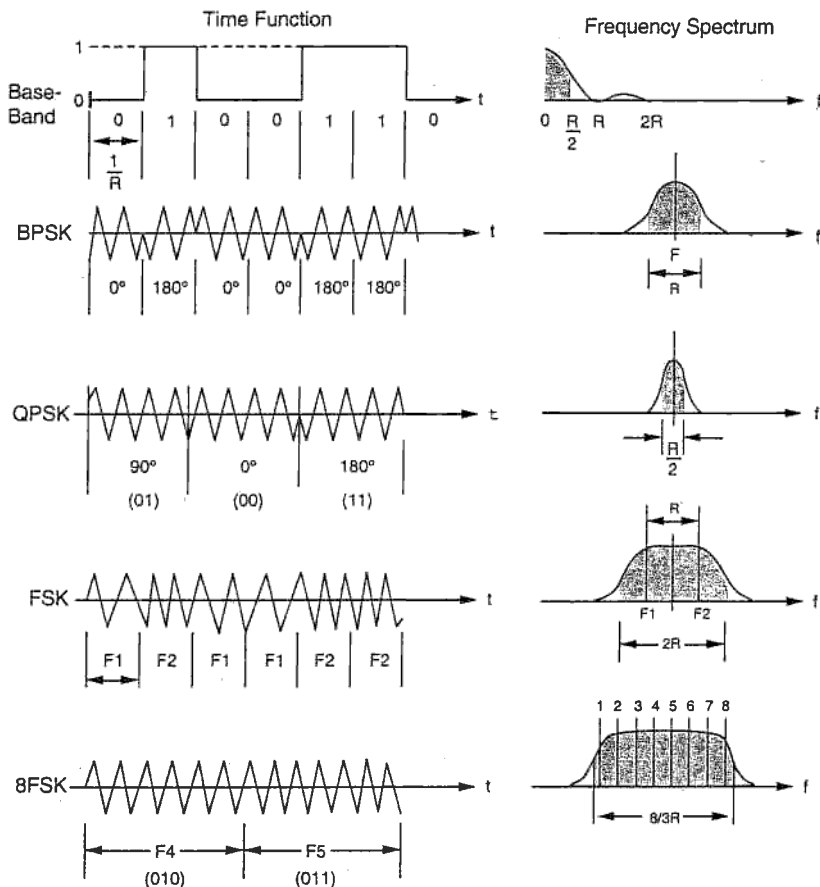 Time Function
Frequency Spectrum
1
Base-
Band
0
t
f
0 1 0 0 1 1 0
0 R/2 R 2R
1/R
BPSK
t
f
0° 180° 0° 0° 180° 180°
F
R
QPSK
t
f
90° 0° 180°
(01) (00) (11)
R/2
R
FSK
t
f
F1 F2 F1 F1 F2 F2
F1 F2
2R
1 2 3 4 5 6 7 8
8FSK
t
f
F4 F5
(010) (011)
8/3R